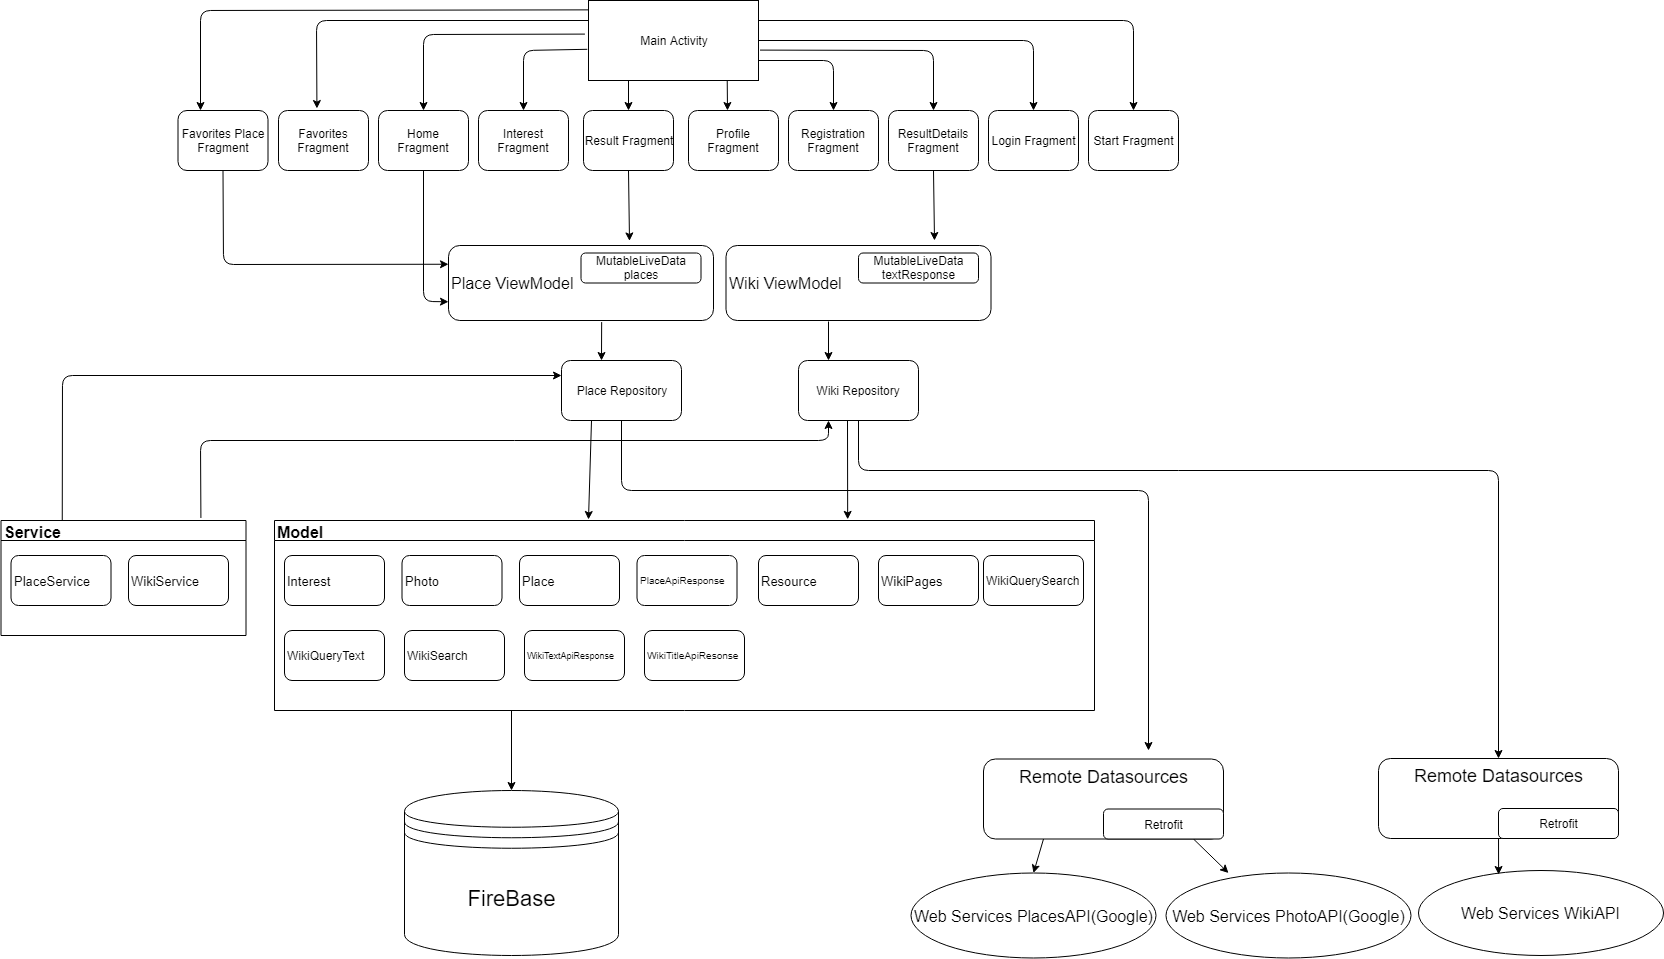 Main Activity
Favorites Place
Fragment
Favorites
Fragment
Home
Fragment
Interest
Fragment
Result Fragment
Profile
Fragment
Registration
Fragment
ResultDetails
Fragment
Login Fragment
Start Fragment
Place ViewModel
MutableLiveData
places
Wiki ViewModel
MutableLiveData
textResponse
Place Repository
Wiki Repository
Service
PlaceService
WikiService
Model
Interest
Photo
Place
PlaceApiResponse
Resource
WikiPages
WikiQuerySearch
WikiQueryText
WikiSearch
WikiTextApiResponse
WikiTitleApiResonse
FireBase
Remote Datasources
Retrofit
Remote Datasources
Retrofit
Web Services PlacesAPI(Google)
Web Services PhotoAPI(Google)
Web Services WikiAPI